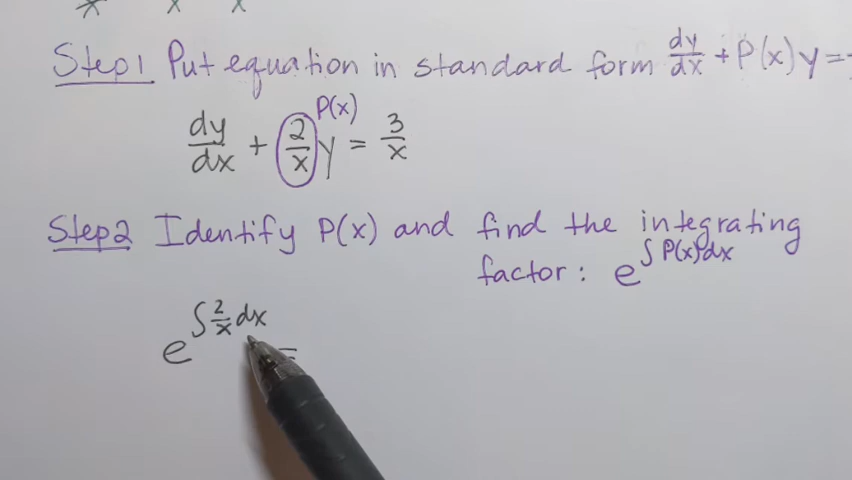 Step1 Put equation in standard form dy/dx + P(x)y =
P(x)
dy/dx + 2/x y = 3/x
Step2 Identify P(x) and find the integrating
factor: e^∫P(x)dx
e^∫2/x dx =